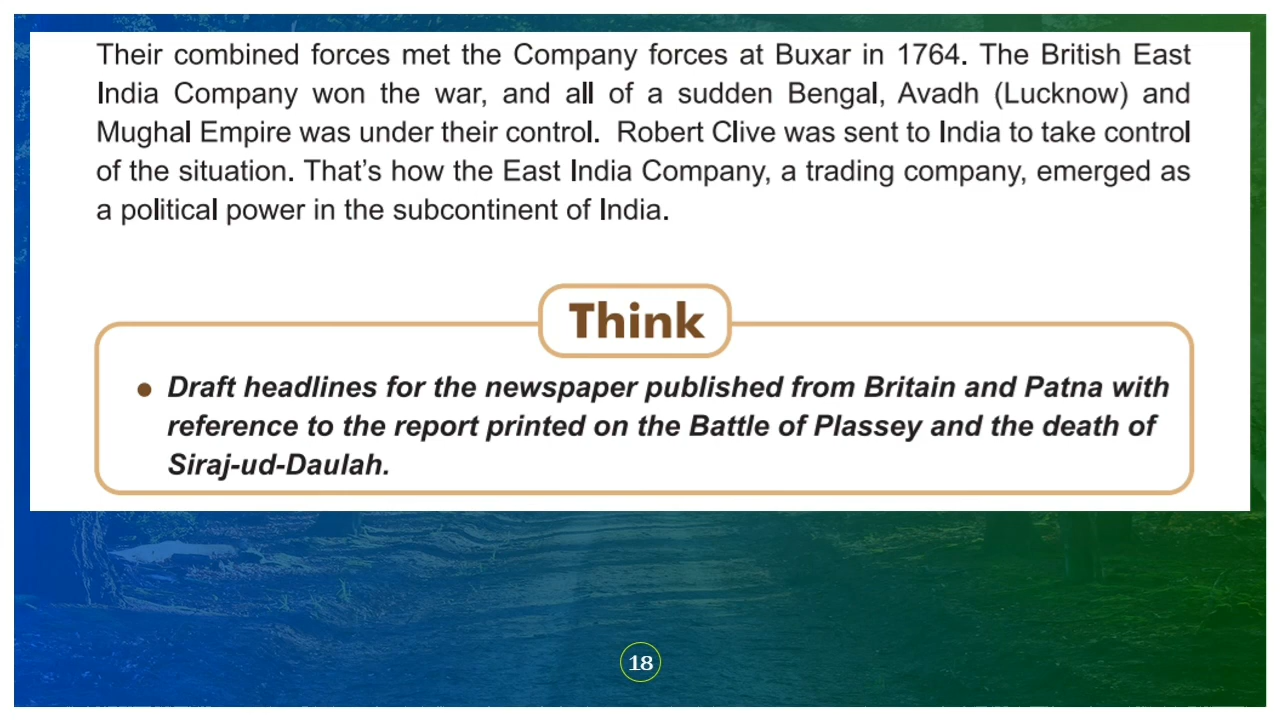 Their combined forces met the Company forces at Buxar in 1764. The British East
India Company won the war, and all of a sudden Bengal, Avadh (Lucknow) and
Mughal Empire was under their control. Robert Clive was sent to India to take control
of the situation. That's how the East India Company, a trading company, emerged as
a political power in the subcontinent of India.
Think
● Draft headlines for the newspaper published from Britain and Patna with
reference to the report printed on the Battle of Plassey and the death of
Siraj-ud-Daulah.
18